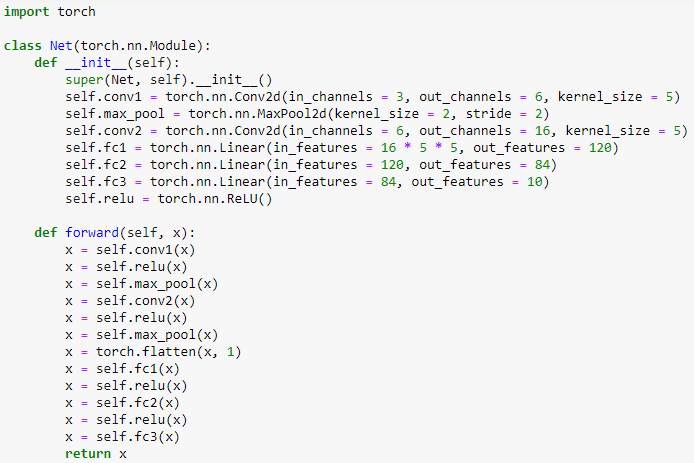 import torch

class Net(torch.nn.Module):
    def __init__(self):
        super(Net, self).__init__()
        self.conv1 = torch.nn.Conv2d(in_channels = 3, out_channels = 6, kernel_size = 5)
        self.max_pool = torch.nn.MaxPool2d(kernel_size = 2, stride = 2)
        self.conv2 = torch.nn.Conv2d(in_channels = 6, out_channels = 16, kernel_size = 5)
        self.fc1 = torch.nn.Linear(in_features = 16 * 5 * 5, out_features = 120)
        self.fc2 = torch.nn.Linear(in_features = 120, out_features = 84)
        self.fc3 = torch.nn.Linear(in_features = 84, out_features = 10)
        self.relu = torch.nn.ReLU()

    def forward(self, x):
        x = self.conv1(x)
        x = self.relu(x)
        x = self.max_pool(x)
        x = self.conv2(x)
        x = self.relu(x)
        x = self.max_pool(x)
        x = torch.flatten(x, 1)
        x = self.fc1(x)
        x = self.relu(x)
        x = self.fc2(x)
        x = self.relu(x)
        x = self.fc3(x)
        return x